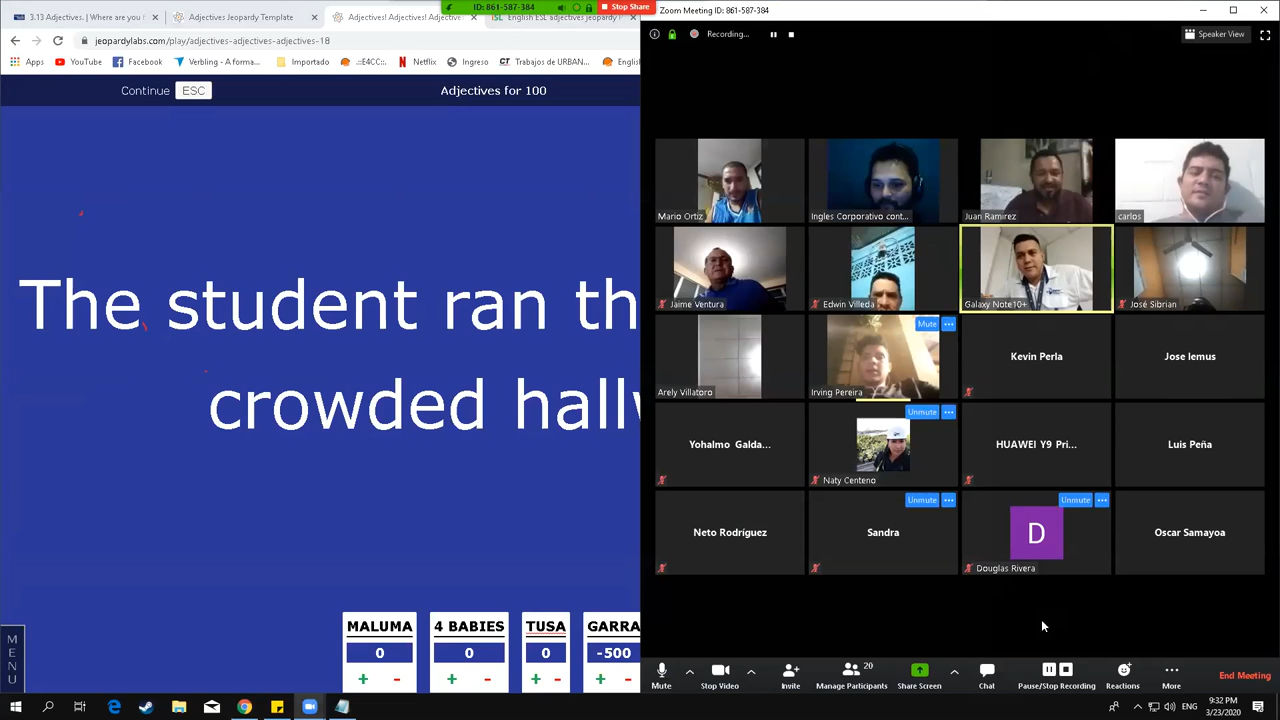 3.13 Adjectives. | Where are you f
Adjectives Jeopardy Template
Adjectives! Adjectives! Adjective
English ESL adjectives jeopardy
ID: 861-587-384
Stop Share
Zoom Meeting ID: 861-587-384
jeopardylabs.com/play/adjectives-adjectives-adjectives-18
Recording...
Speaker View
Apps
YouTube
Facebook
Verbling - A forma...
Importado
.::E4CC::.
Netflix
Ingreso
CT
Trabajos de URBAN...
English
Continue ESC
Adjectives for 100
The student ran th
crowded hallw
Mario Ortiz
Ingles Corporativo cont...
Juan Ramirez
carlos
Jaime Ventura
Edwin Villeda
Galaxy Note10+
José Sibrian
Arely Villatoro
Mute
Irving Pereira
Kevin Perla
Jose lemus
Yohalmo Galda...
Unmute
Naty Centeno
HUAWEI Y9 Pri...
Luis Peña
Neto Rodríguez
Unmute
Sandra
Unmute
D
Douglas Rivera
Oscar Samayoa
MENU
MALUMA
0
+ -
4 BABIES
0
+ -
TUSA
0
+ -
GARRA
-500
+ -
Mute
Stop Video
Invite
20
Manage Participants
Share Screen
Chat
Pause/Stop Recording
Reactions
More
End Meeting
ENG
9:32 PM
3/23/2020